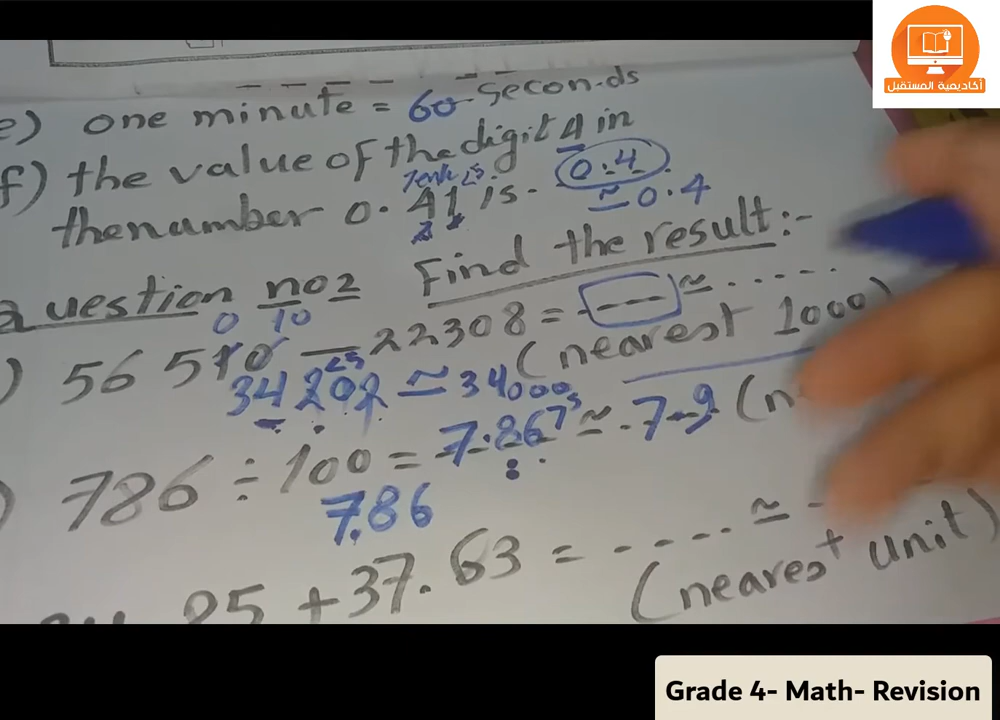 أكاديمية المستقبل
e) one minute = 60 seconds
f) the value of the digit 4 in
the number 0.41 is. 0.4
≃0.4
Question no2 Find the result:-
56 510 — 22308 = --- ≃ ......
34 202 ≃ 34000 (nearest 1000)
786 ÷ 100 = 7.86 ≃ 7.9 (n
7.86
25 + 37.63 = ..... ≃ -
(nearest unit)
Grade 4- Math- Revision